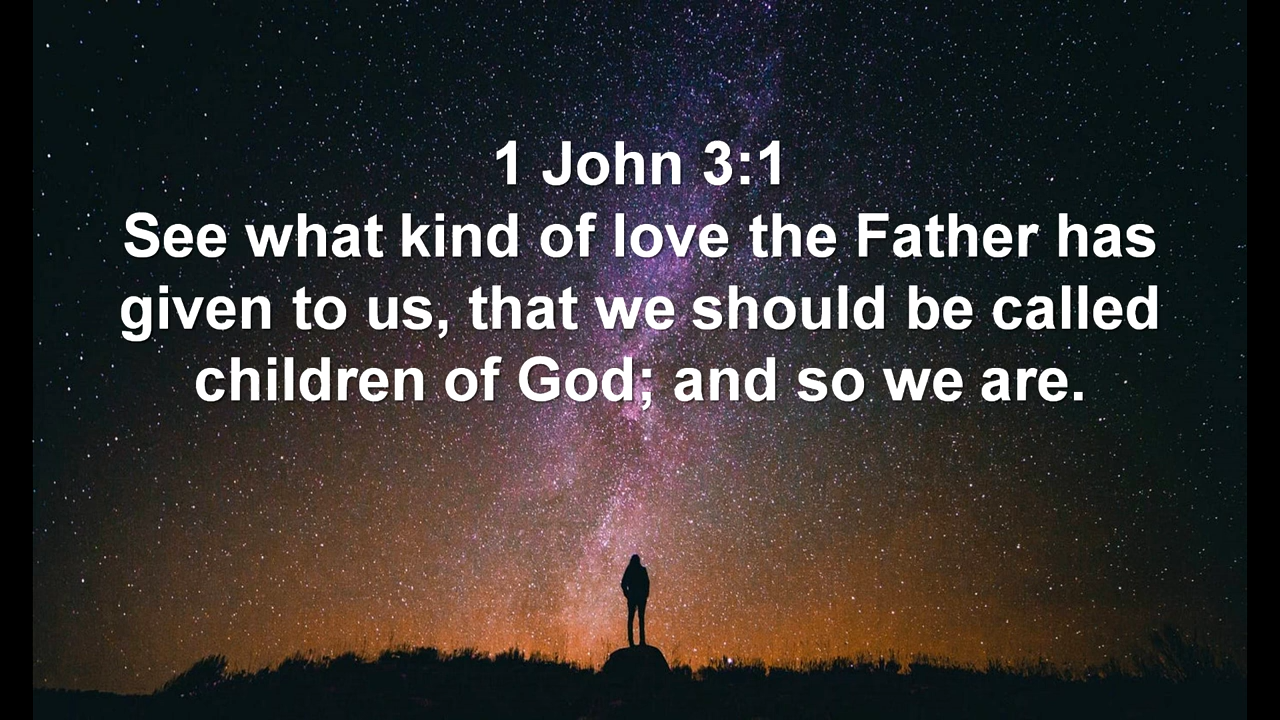 1 John 3:1
See what kind of love the Father has
given to us, that we should be called
children of God; and so we are.